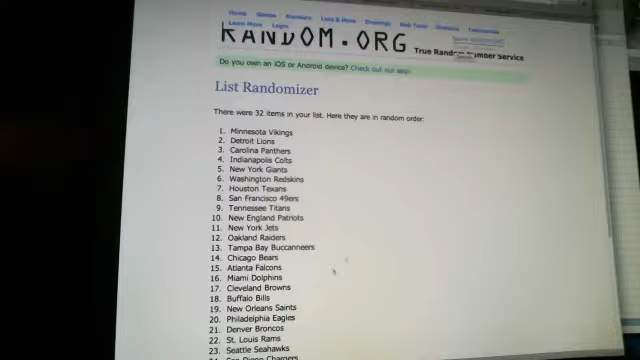 Home Games Numbers Lists & More Drawings Web Tools Statistics Testimonials
Learn More Login
RANDOM.ORG
True Random Number Service
Do you own an iOS or Android device? Check out our app!
List Randomizer
There were 32 items in your list. Here they are in random order:
1. Minnesota Vikings
2. Detroit Lions
3. Carolina Panthers
4. Indianapolis Colts
5. New York Giants
6. Washington Redskins
7. Houston Texans
8. San Francisco 49ers
9. Tennessee Titans
10. New England Patriots
11. New York Jets
12. Oakland Raiders
13. Tampa Bay Buccaneers
14. Chicago Bears
15. Atlanta Falcons
16. Miami Dolphins
17. Cleveland Browns
18. Buffalo Bills
19. New Orleans Saints
20. Philadelphia Eagles
21. Denver Broncos
22. St. Louis Rams
23. Seattle Seahawks
24. San Diego Chargers